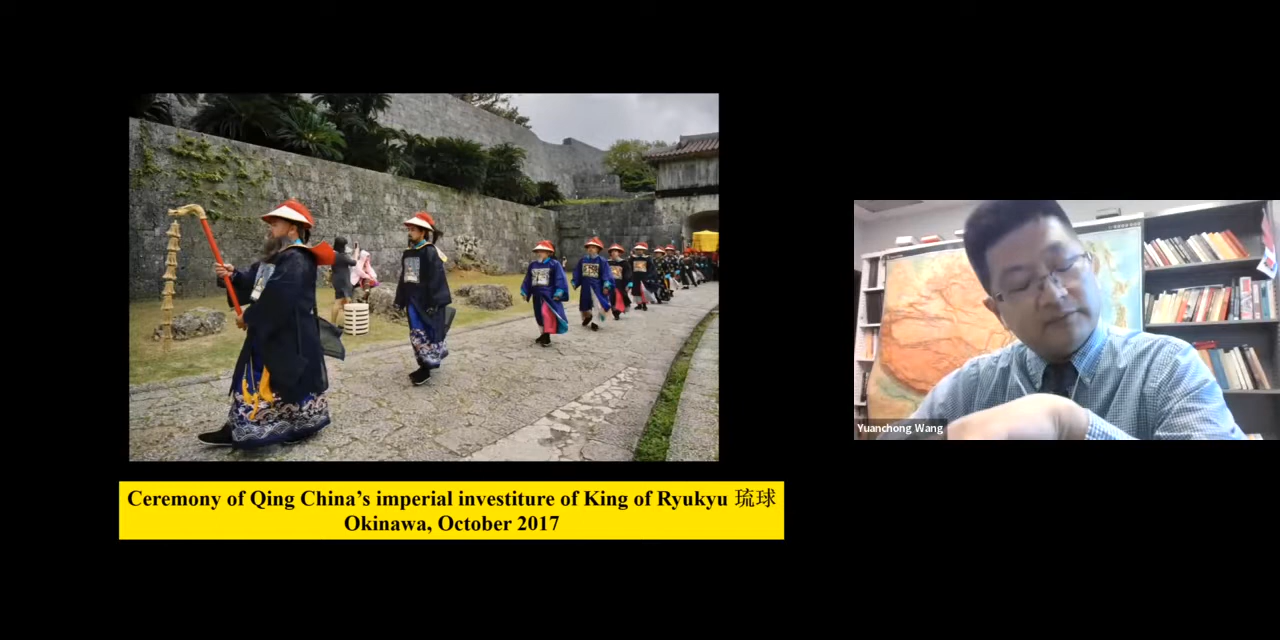 Ceremony of Qing China's imperial investiture of King of Ryukyu 琉球
Okinawa, October 2017
Yuanchong Wang